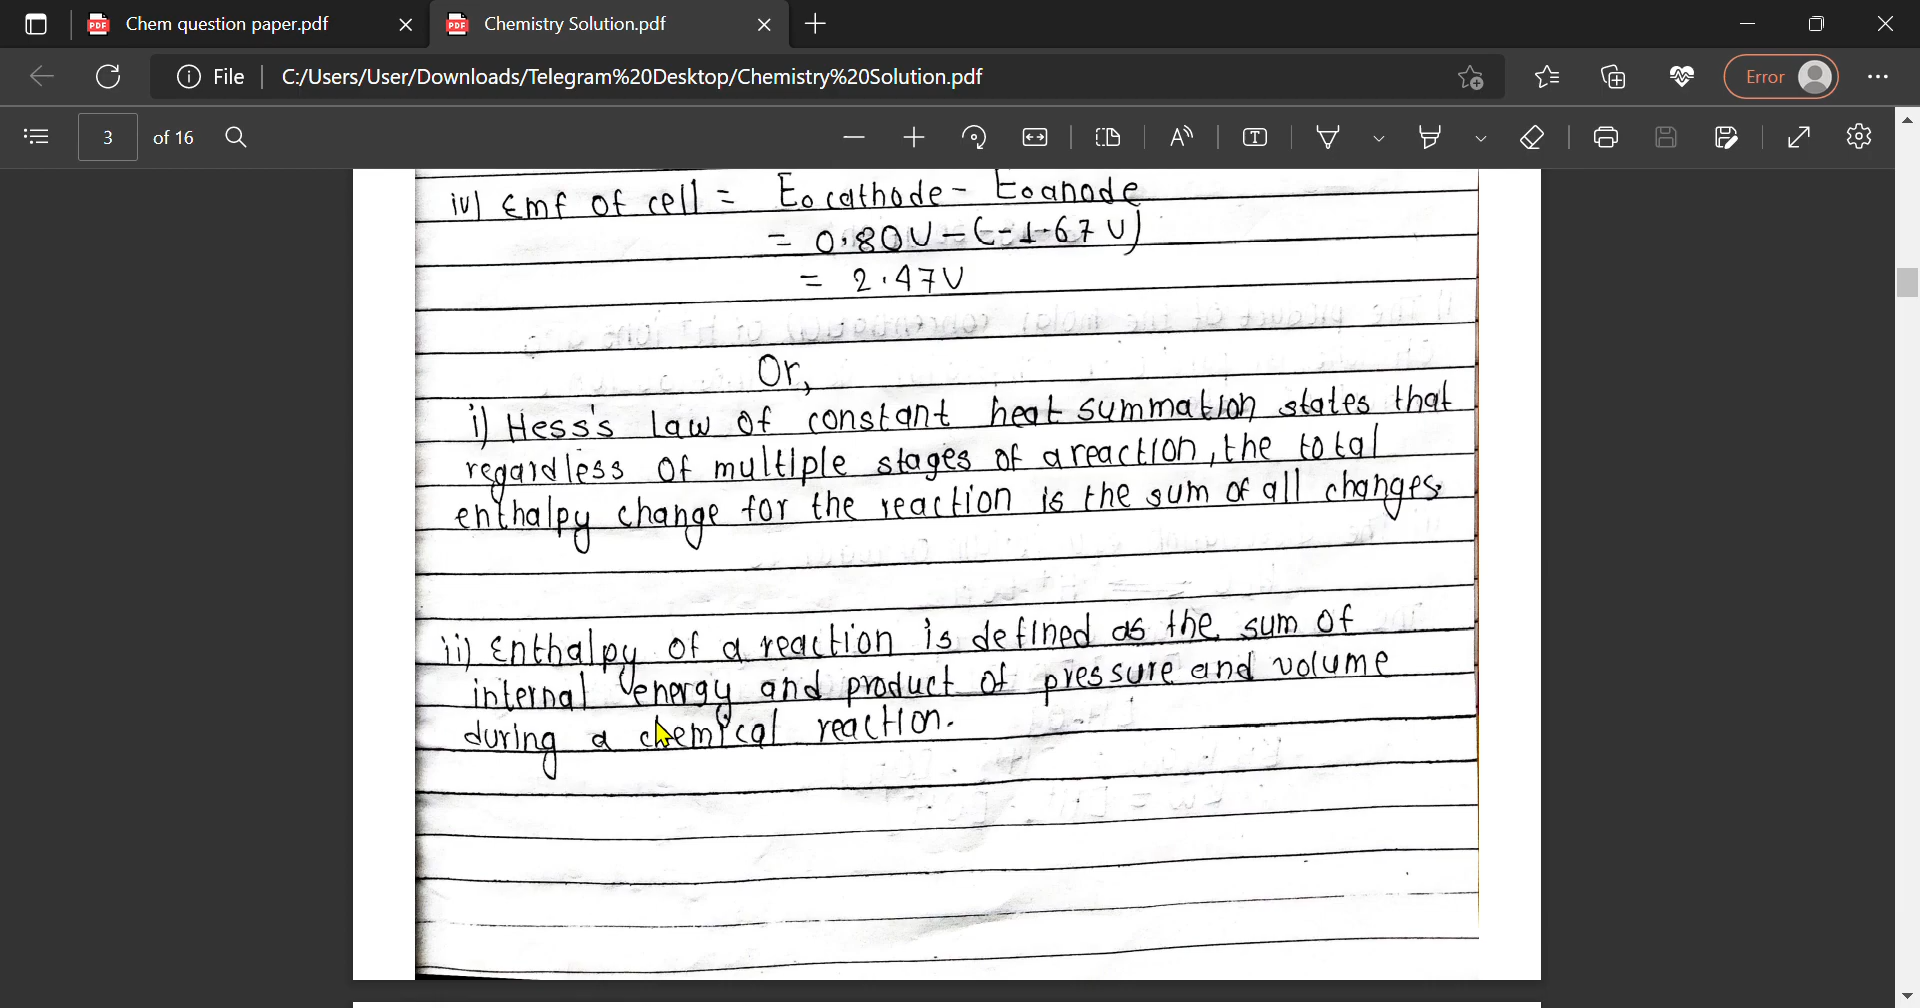 Chem question paper.pdf
Chemistry Solution.pdf
File
C:/Users/User/Downloads/Telegram%20Desktop/Chemistry%20Solution.pdf
Error
3 of 16
iv) Emf of cell = Eo cathode - Eo anode
= 0.80V - (-1.67V)
= 2.47V
Or,
i) Hess's Law of constant heat summation states that
regardless of multiple stages of a reaction, the total
enthalpy change for the reaction is the sum of all changes.
ii) Enthalpy of a reaction is defined as the sum of
internal energy and product of pressure and volume
during a chemical reaction.